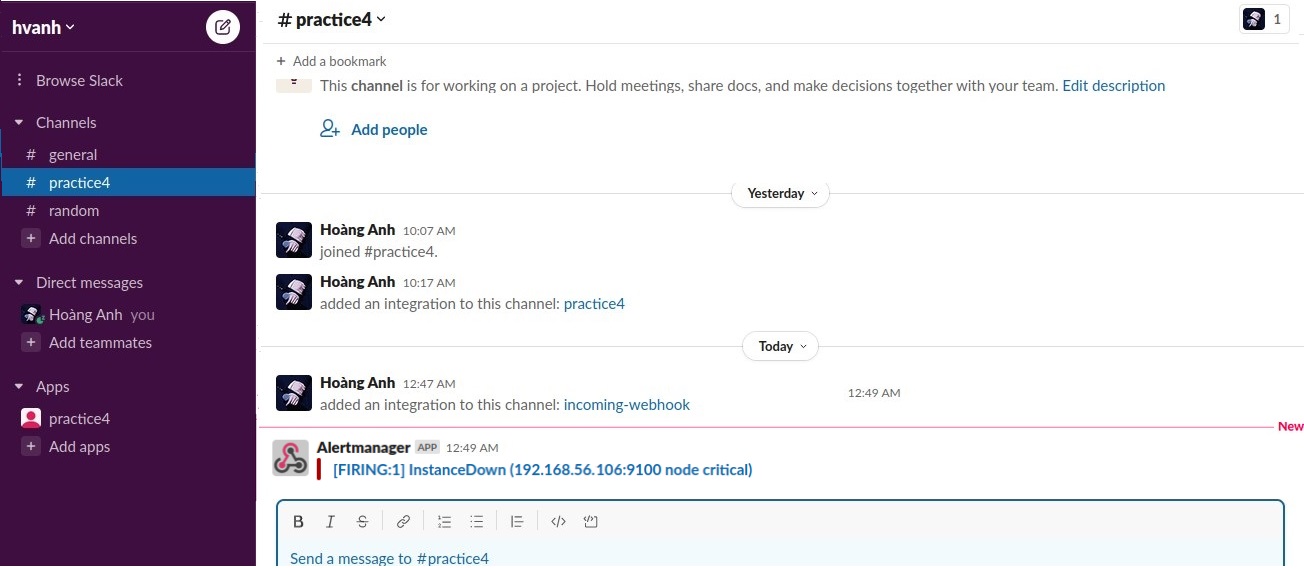 hvanh
Browse Slack
Channels
# general
# practice4
# random
+ Add channels
Direct messages
Hoàng Anh you
+ Add teammates
Apps
practice4
+ Add apps
# practice4
1
+ Add a bookmark
This channel is for working on a project. Hold meetings, share docs, and make decisions together with your team. Edit description
Add people
Yesterday
Hoàng Anh 10:07 AM
joined #practice4.
Hoàng Anh 10:17 AM
added an integration to this channel: practice4
Today
Hoàng Anh 12:47 AM
12:49 AM
added an integration to this channel: incoming-webhook
New
Alertmanager APP 12:49 AM
[FIRING:1] InstanceDown (192.168.56.106:9100 node critical)
B I S
Send a message to #practice4